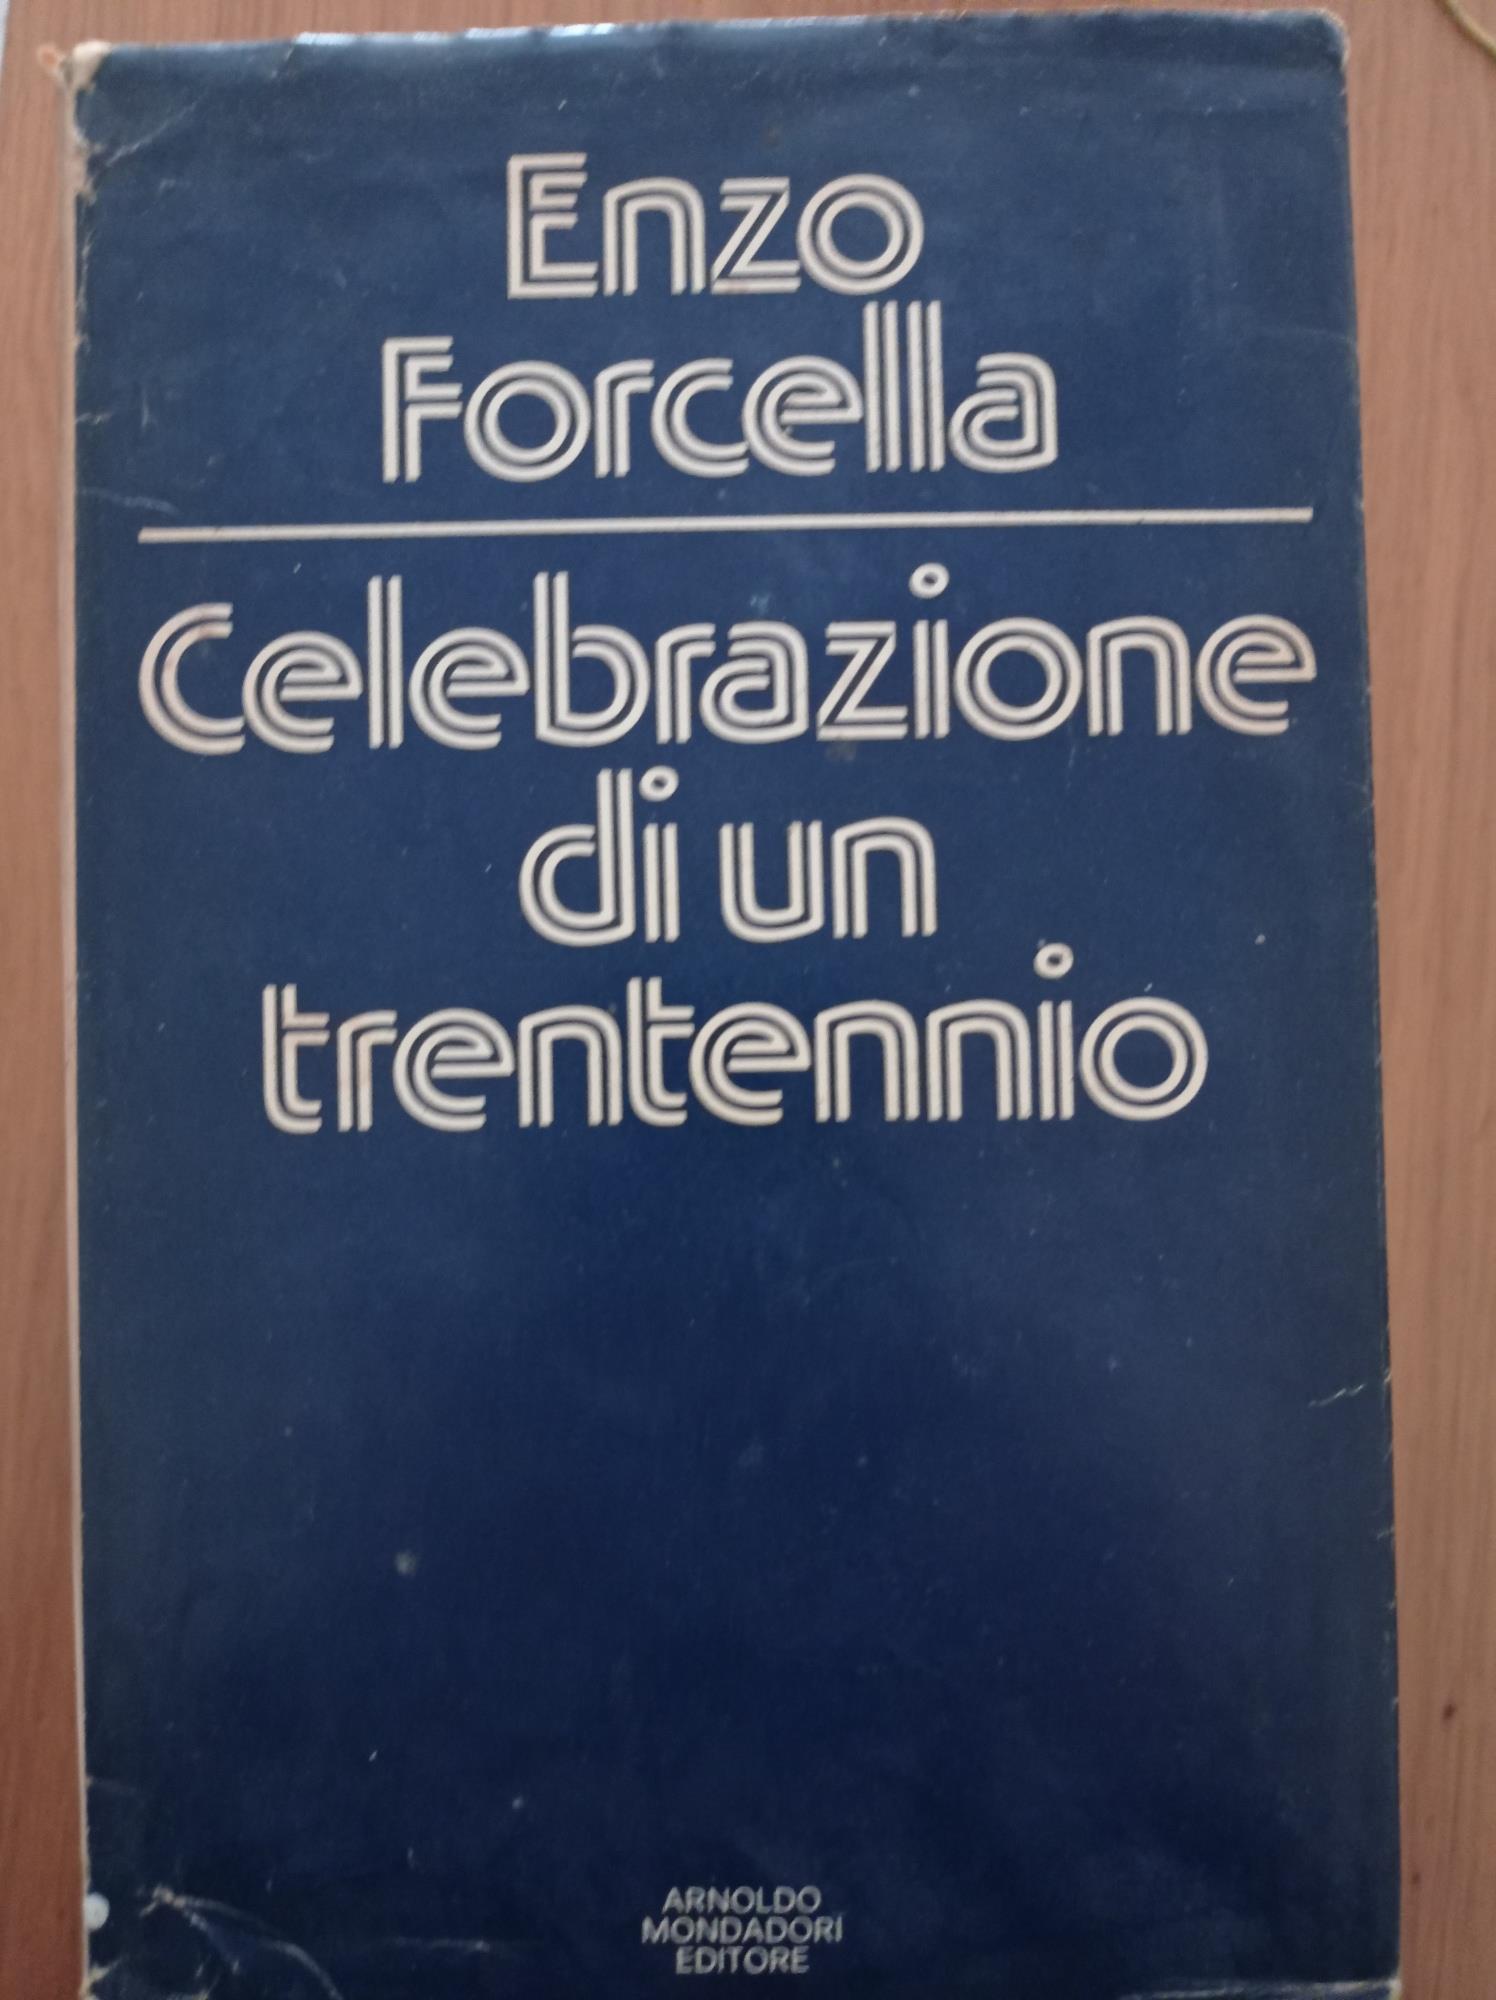 Enzo
Forcella
Celebrazione
di un
trentennio
ARNOLDO
MONDADORI
EDITORE